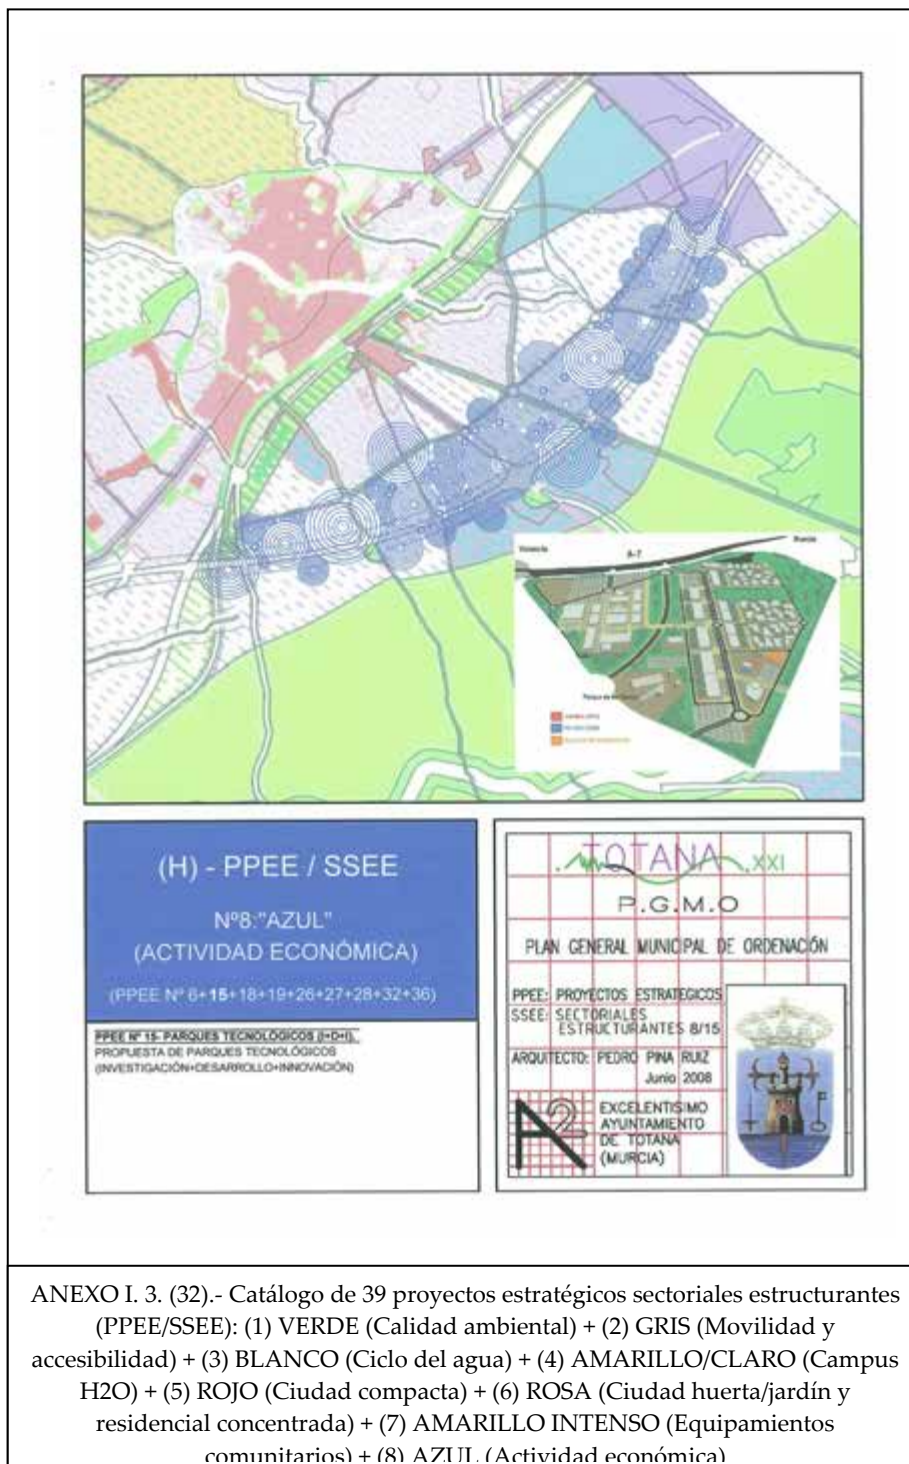 Murcia
A-7
(H) - PPEE / SSEE
Nº8:"AZUL"
(ACTIVIDAD ECONÓMICA)
(PPEE Nº 6+15+18+19+26+27+28+32+36)
PPEE Nº 15- PARQUES TECNOLÓGICOS (I+D+I).
PROPUESTA DE PARQUES TECNOLÓGICOS
(INVESTIGACIÓN+DESARROLLO+INNOVACIÓN)
TOTANA XXI
P.G.M.O
PLAN GENERAL MUNICIPAL DE ORDENACIÓN
PPEE: PROYECTOS ESTRATEGICOS
SSEE: SECTORIALES
ESTRUCTURANTES 8/15
ARQUITECTO: PEDRO PINA RUIZ
Junio 2008
A2
EXCELENTISIMO
AYUNTAMIENTO
DE TOTANA
(MURCIA)
ANEXO I. 3. (32).- Catálogo de 39 proyectos estratégicos sectoriales estructurantes
(PPEE/SSEE): (1) VERDE (Calidad ambiental) + (2) GRIS (Movilidad y
accesibilidad) + (3) BLANCO (Ciclo del agua) + (4) AMARILLO/CLARO (Campus
H2O) + (5) ROJO (Ciudad compacta) + (6) ROSA (Ciudad huerta/jardín y
residencial concentrada) + (7) AMARILLO INTENSO (Equipamientos
comunitarios) + (8) AZUL (Actividad económica)